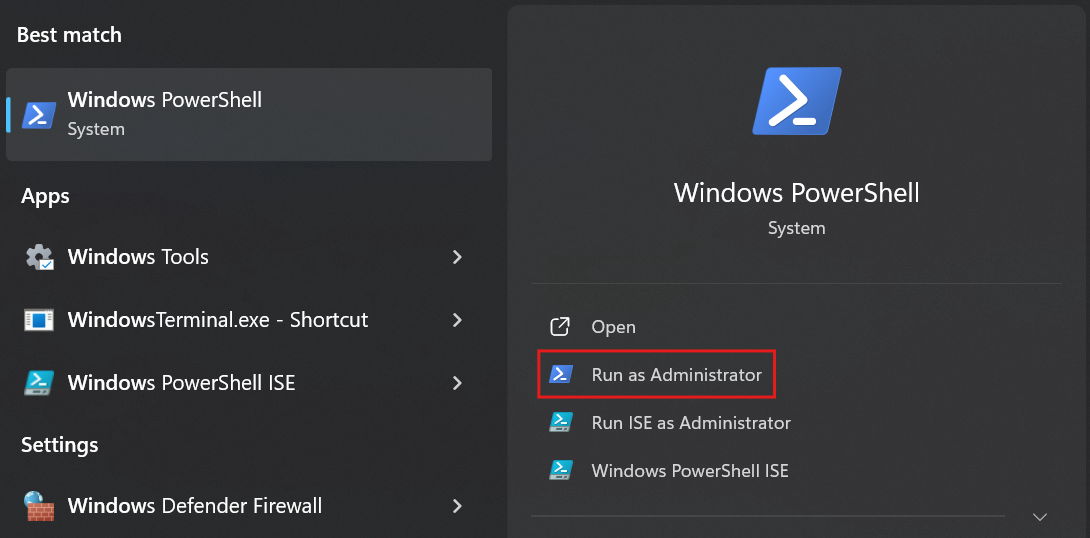 Best match
Windows PowerShell
System
Apps
Windows Tools
WindowsTerminal.exe - Shortcut
Windows PowerShell ISE
Settings
Windows Defender Firewall
Windows PowerShell
System
Open
Run as Administrator
Run ISE as Administrator
Windows PowerShell ISE